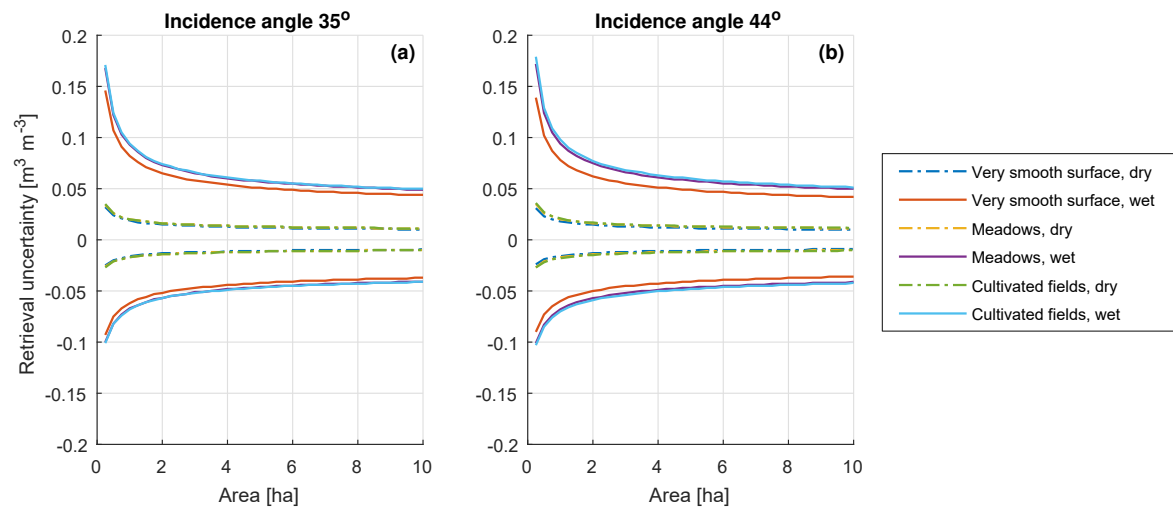 Incidence angle 35º
Incidence angle 44º
(a)
(b)
Retrieval uncertainty [m³ m⁻³]
0.2
0.15
0.1
0.05
0
-0.05
-0.1
-0.15
-0.2
0 2 4 6 8 10
Area [ha]
0.2
0.15
0.1
0.05
0
-0.05
-0.1
-0.15
-0.2
0 2 4 6 8 10
Area [ha]
Very smooth surface, dry
Very smooth surface, wet
Meadows, dry
Meadows, wet
Cultivated fields, dry
Cultivated fields, wet